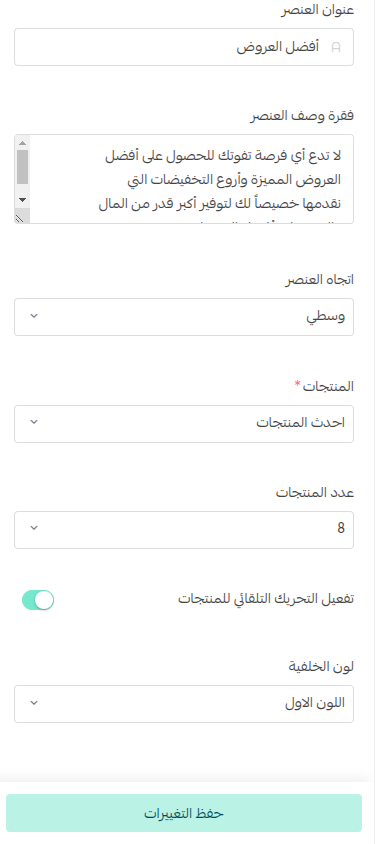 عنوان العنصر
أفضل العروض
فقرة وصف العنصر
لا تدع أي فرصة تفوتك للحصول على أفضل
العروض المميزة وأروع التخفيضات التي
نقدمها خصيصاً لك لتوفير أكبر قدر من المال
اتجاه العنصر
وسطي
المنتجات *
احدث المنتجات
عدد المنتجات
8
تفعيل التحريك التلقائي للمنتجات
لون الخلفية
اللون الاول
حفظ التغييرات